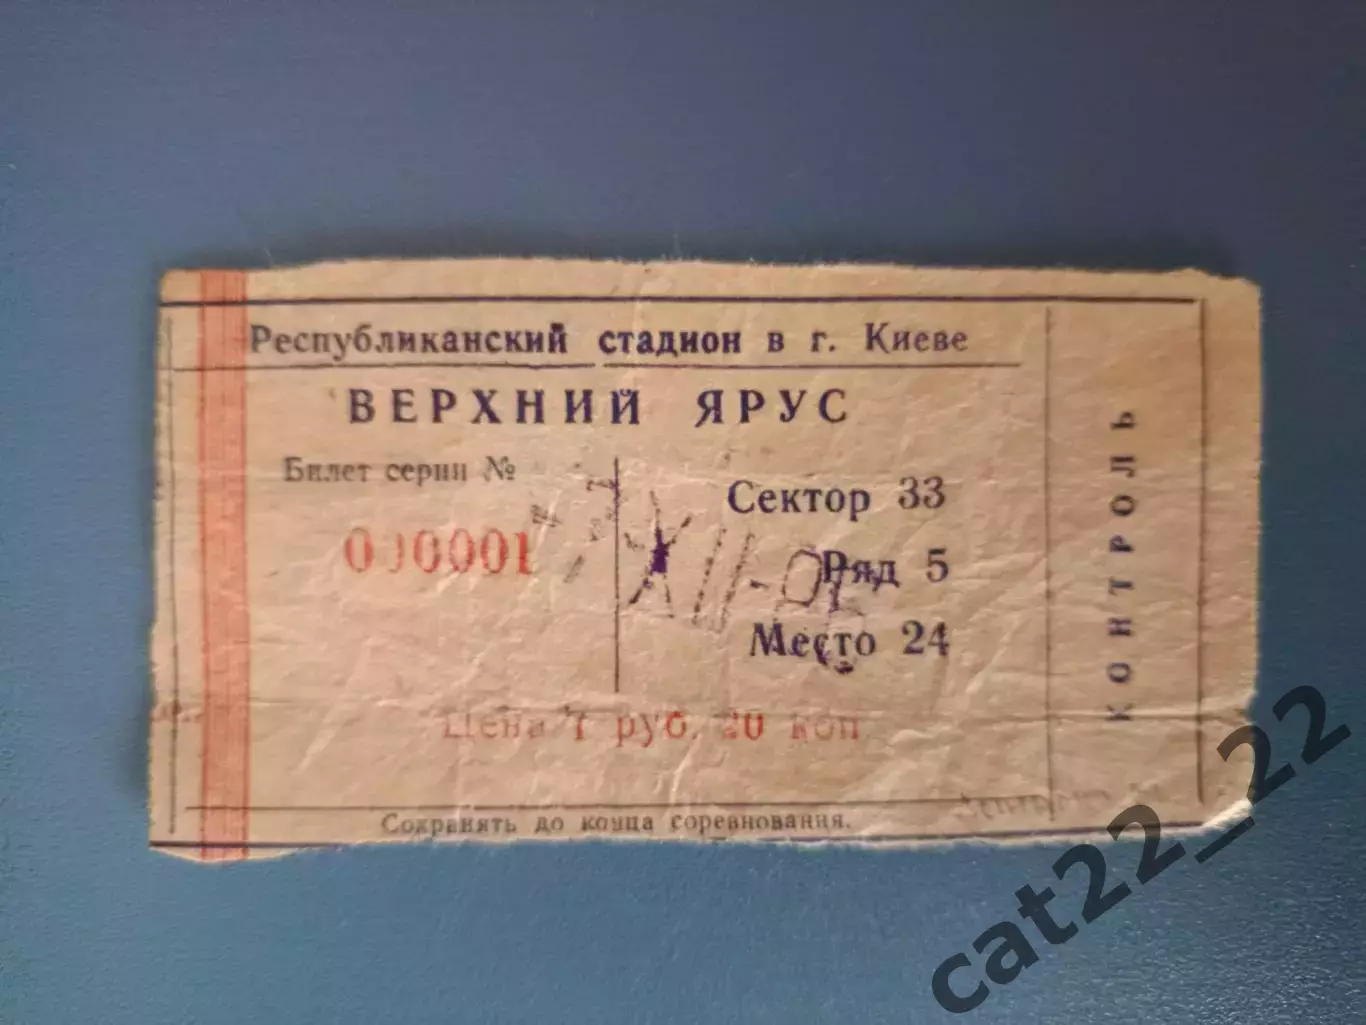 Республиканский стадион в г. Киеве
ВЕРХНИЙ ЯРУС
Билет серии №
000001
Сектор 33
Ряд 5
Место 24
Цена 1 руб. 20 коп
Сохранять до конца соревнования.
КОНТРОЛЬ
cat22_22